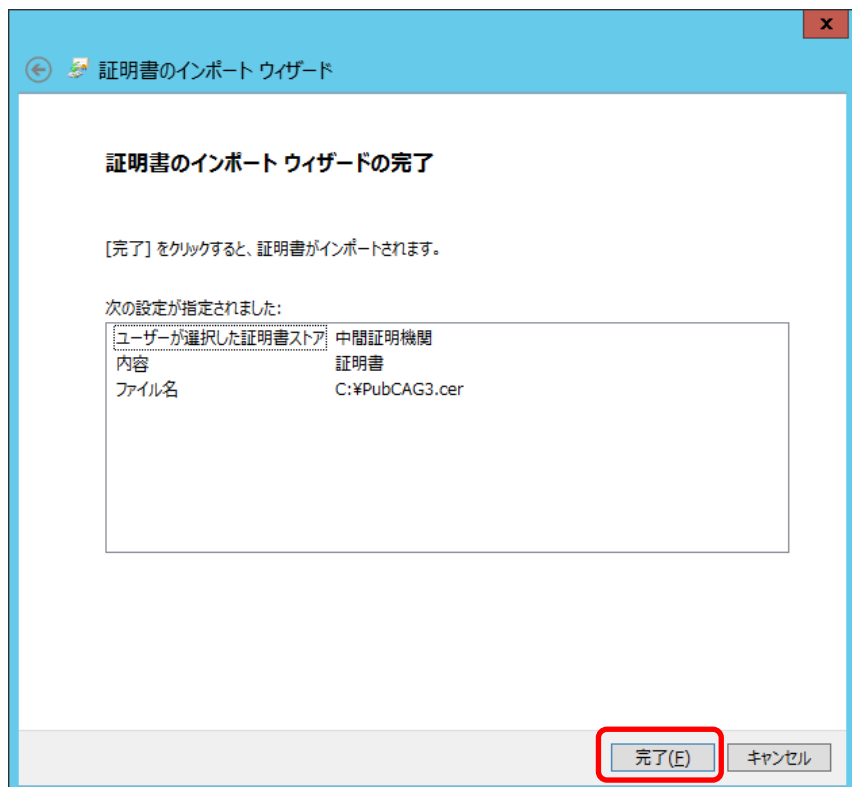 x
証明書のインポート ウィザード
証明書のインポート ウィザードの完了
[完了] をクリックすると、証明書がインポートされます。
次の設定が指定されました:
ユーザーが選択した証明書ストア 中間証明機関
内容 証明書
ファイル名 C:¥PubCAG3.cer
完了(F) キャンセル